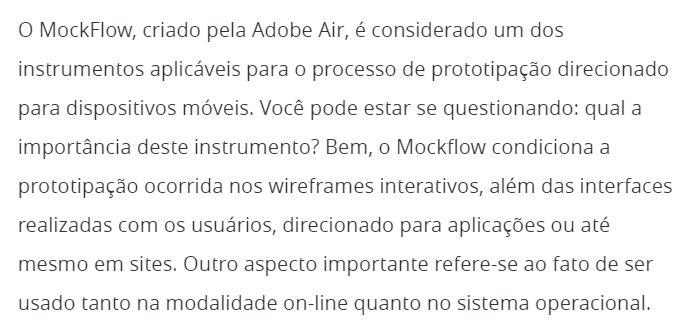 O MockFlow, criado pela Adobe Air, é considerado um dos
instrumentos aplicáveis para o processo de prototipação direcionado
para dispositivos móveis. Você pode estar se questionando: qual a
importância deste instrumento? Bem, o Mockflow condiciona a
prototipação ocorrida nos wireframes interativos, além das interfaces
realizadas com os usuários, direcionado para aplicações ou até
mesmo em sites. Outro aspecto importante refere-se ao fato de ser
usado tanto na modalidade on-line quanto no sistema operacional.